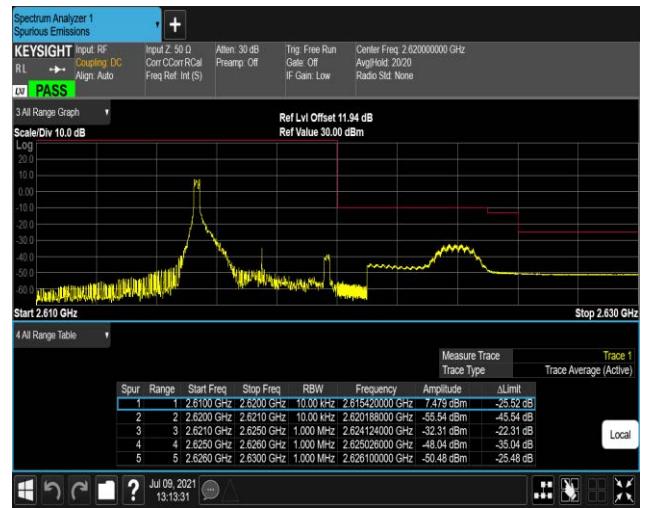 Spectrum Analyzer 1
Spurious Emissions
+
KEYSIGHT Input: RF Input Z: 50 Ω Atten: 30 dB Trig: Free Run Center Freq: 2.620000000 GHz
RL Coupling: DC Corr CCorr RCal Preamp: Off Gate: Off Avg|Hold: 20/20
Align: Auto Freq Ref: Int (S) IF Gain: Low Radio Std: None
LXI PASS
3 All Range Graph
Ref Lvl Offset 11.94 dB
Scale/Div 10.0 dB Ref Value 30.00 dBm
Log
20.0
10.0
0.00
-10.0
-20.0
-30.0
-40.0
-50.0
-60.0
Start 2.610 GHz Stop 2.630 GHz
4 All Range Table
Measure Trace Trace 1
Trace Type Trace Average (Active)
Spur Range Start Freq Stop Freq RBW Frequency Amplitude ΔLimit
1 1 2.6100 GHz 2.6200 GHz 10.00 kHz 2.615420000 GHz 7.479 dBm -25.52 dB
2 2 2.6200 GHz 2.6210 GHz 10.00 kHz 2.620188000 GHz -55.54 dBm -45.54 dB
3 3 2.6210 GHz 2.6250 GHz 1.000 MHz 2.624124000 GHz -32.31 dBm -22.31 dB
4 4 2.6250 GHz 2.6260 GHz 1.000 MHz 2.625026000 GHz -48.04 dBm -35.04 dB
5 5 2.6260 GHz 2.6300 GHz 1.000 MHz 2.626100000 GHz -50.48 dBm -25.48 dB
Local
? Jul 09, 2021
13:13:31